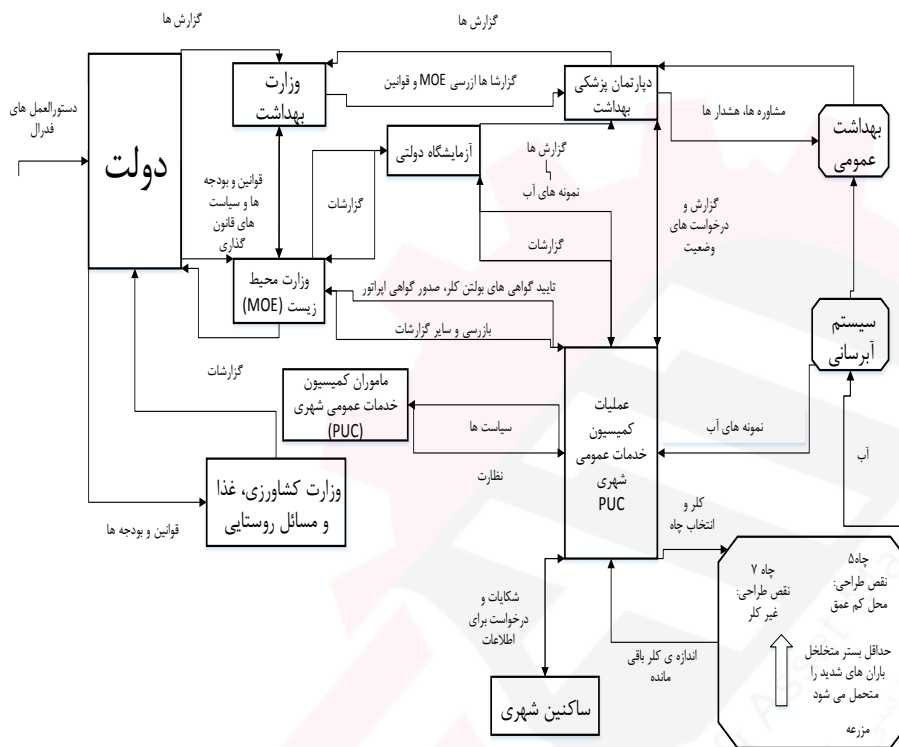 گزارش ها
گزارش ها
دستورالعمل های
فدرال
دولت
وزارت
بهداشت
گزارشا ها ازرسی MOE و قوانین
دپارتمان پزشکی
بهداشت
مشاوره ها، هشدار ها
بهداشت
عمومی
آزمایشگاه دولتی
گزارش ها
نمونه های آب
قوانین و بودجه
ها و سیاست
های قانون
گذاری
گزارشات
گزارشات
گزارش و
درخواست های
وضعیت
وزارت محیط
زیست (MOE)
تایید گواهی های بولتن کلر، صدور گواهی اپراتور
بازرسی و سایر گزارشات
سیستم
آبرسانی
گزارشات
ماموران کمیسیون
خدمات عمومی شهری
(PUC)
سیاست ها
نظارت
عملیات
کمیسیون
خدمات عمومی
شهری
PUC
نمونه های آب
آب
وزارت کشاورزی، غذا
و مسائل روستایی
قوانین و بودجه ها
کلر و
انتخاب چاه
شکایات و
درخواست برای
اطلاعات
اندازه ی کلر باقی
مانده
ساکنین شهری
چاه ۵
نقص طراحی:
محل کم عمق
چاه ۷
نقص طراحی:
غیر کلر
حداقل بستر متخلخل
باران های شدید را
متحمل می شود
مزرعه